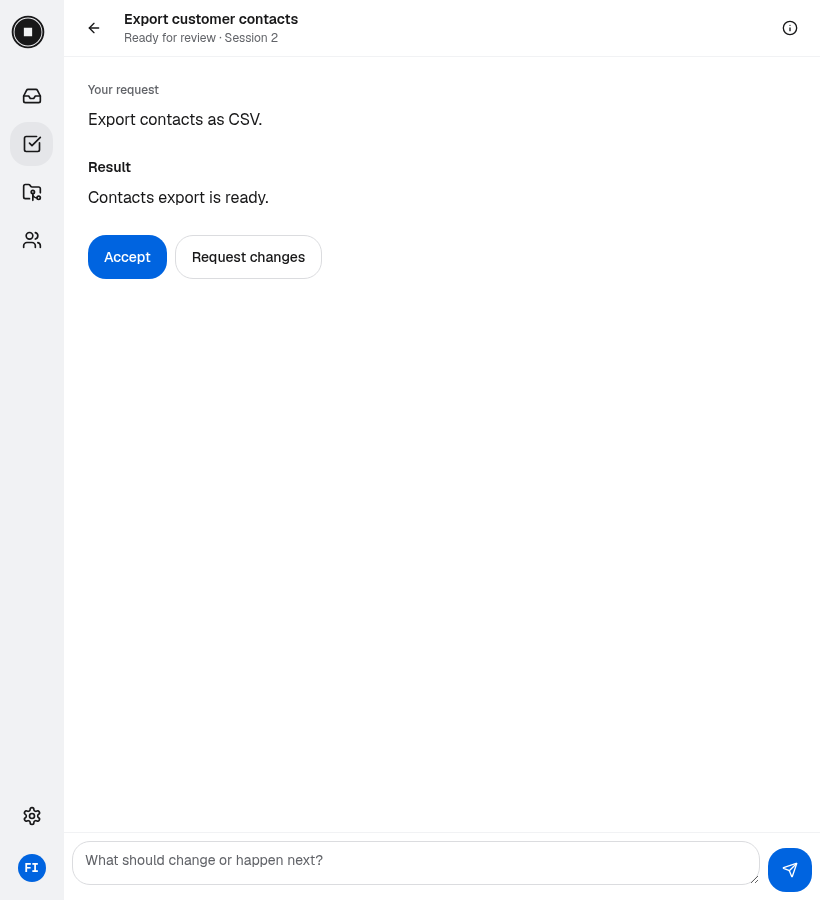 Export customer contacts
Ready for review · Session 2
Your request
Export contacts as CSV.
Result
Contacts export is ready.
Accept
Request changes
FI
What should change or happen next?